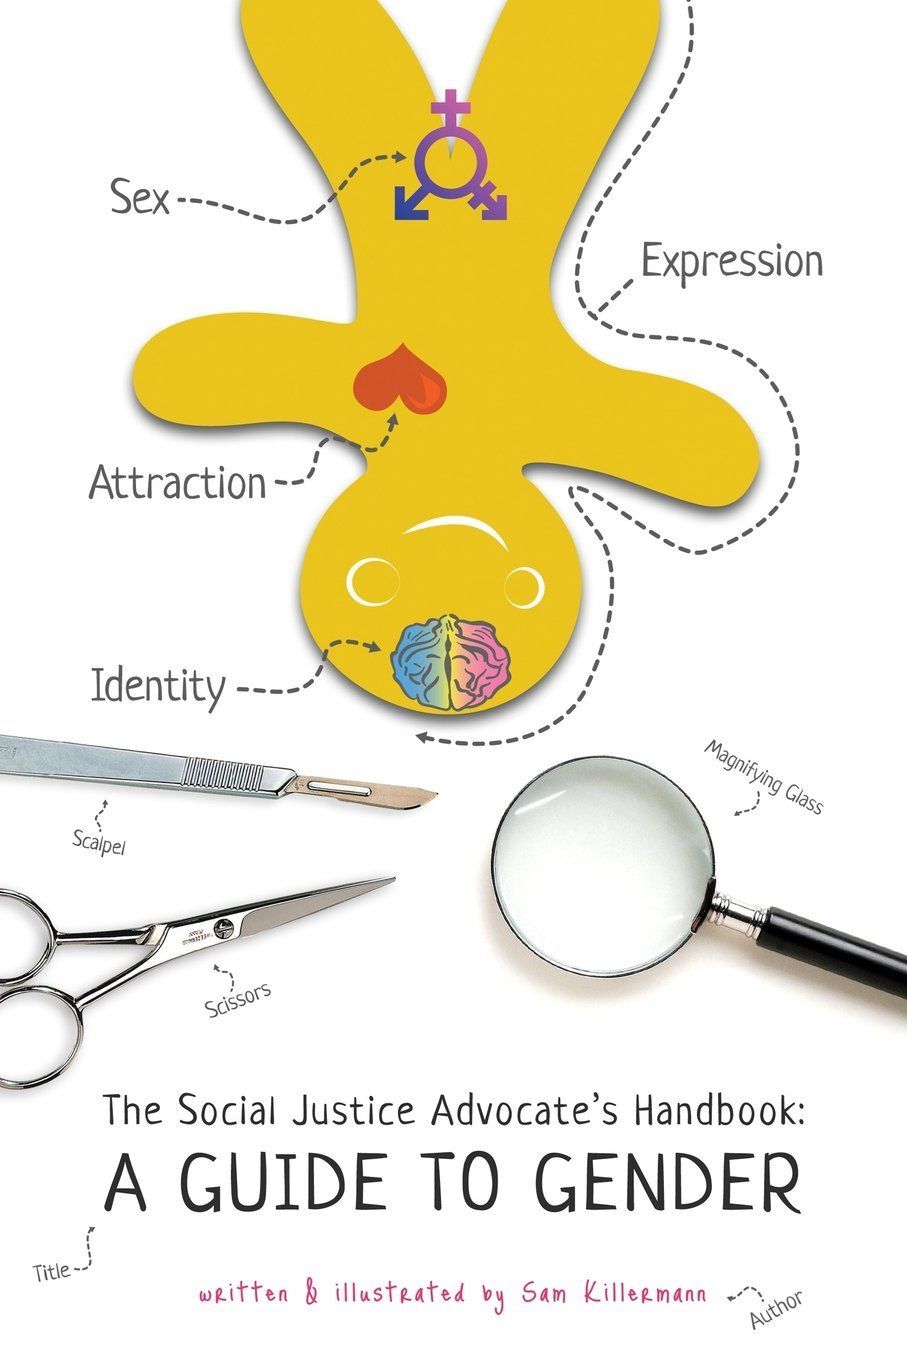 Sex
Expression
Attraction
Identity
Magnifying Glass
Scalpel
Scissors
The Social Justice Advocate's Handbook:
A GUIDE TO GENDER
Title
written & illustrated by Sam Killermann
Author